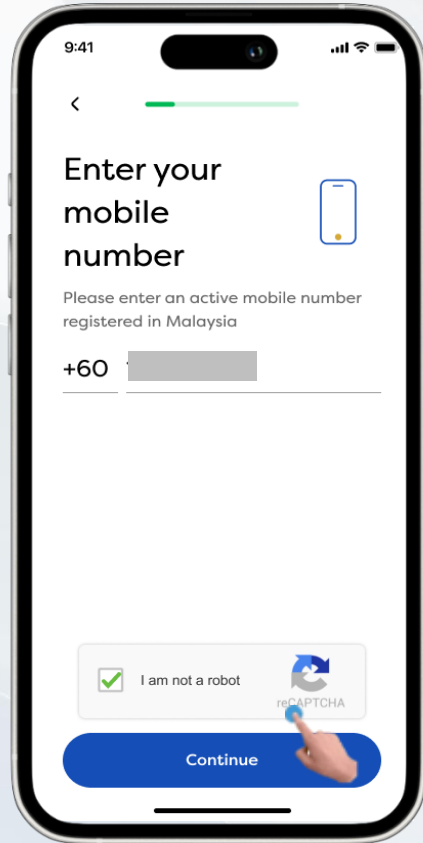 9:41
Enter your
mobile
number
Please enter an active mobile number
registered in Malaysia
+60
I am not a robot
reCAPTCHA
Continue